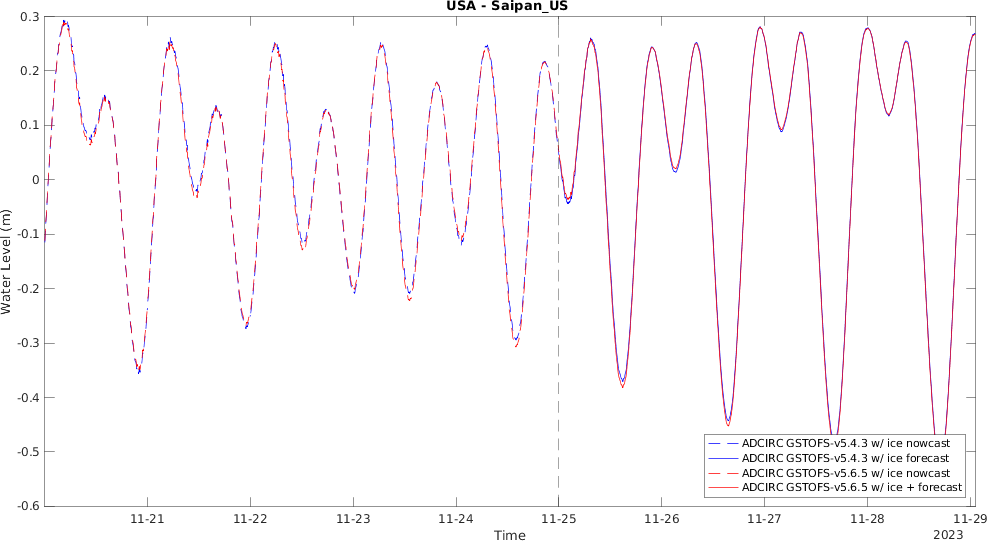 USA - Saipan_US
0.3
0.2
0.1
0
-0.1
-0.2
-0.3
-0.4
-0.5
-0.6
Water Level (m)
ADCIRC GSTOFS-v5.4.3 w/ ice nowcast
ADCIRC GSTOFS-v5.4.3 w/ ice forecast
ADCIRC GSTOFS-v5.6.5 w/ ice nowcast
ADCIRC GSTOFS-v5.6.5 w/ ice + forecast
11-21 11-22 11-23 11-24 11-25 11-26 11-27 11-28 11-29
Time
2023